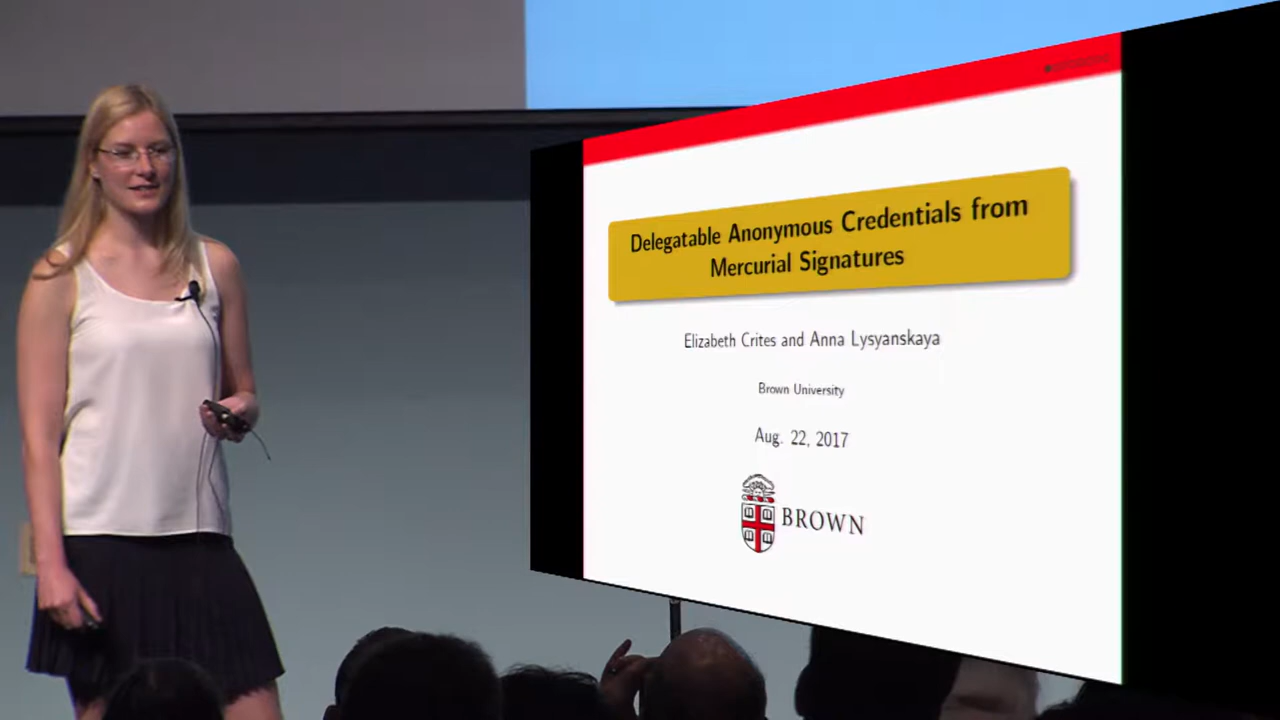 Delegatable Anonymous Credentials from
Mercurial Signatures
Elizabeth Crites and Anna Lysyanskaya
Brown University
Aug. 22, 2017
BROWN